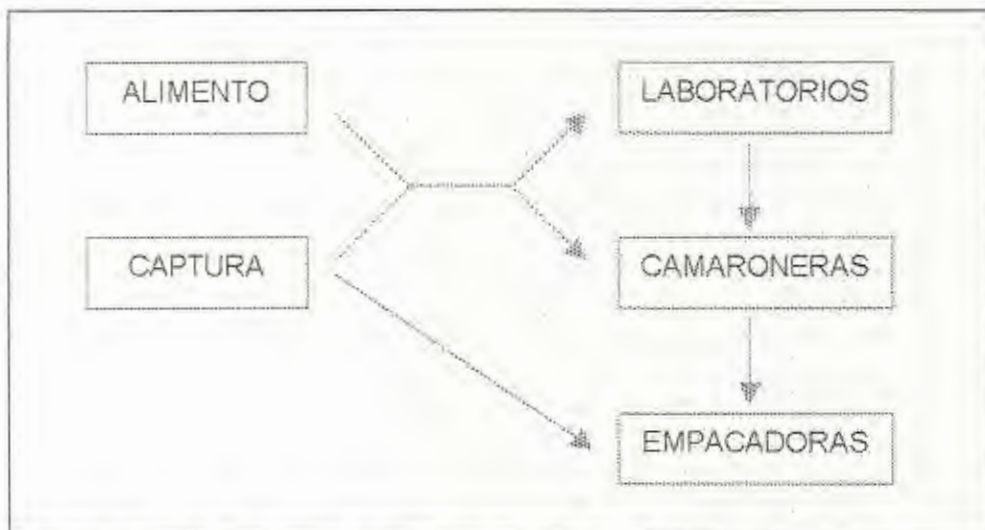 ALIMENTO
LABORATORIOS
CAPTURA
CAMARONERAS
EMPACADORAS